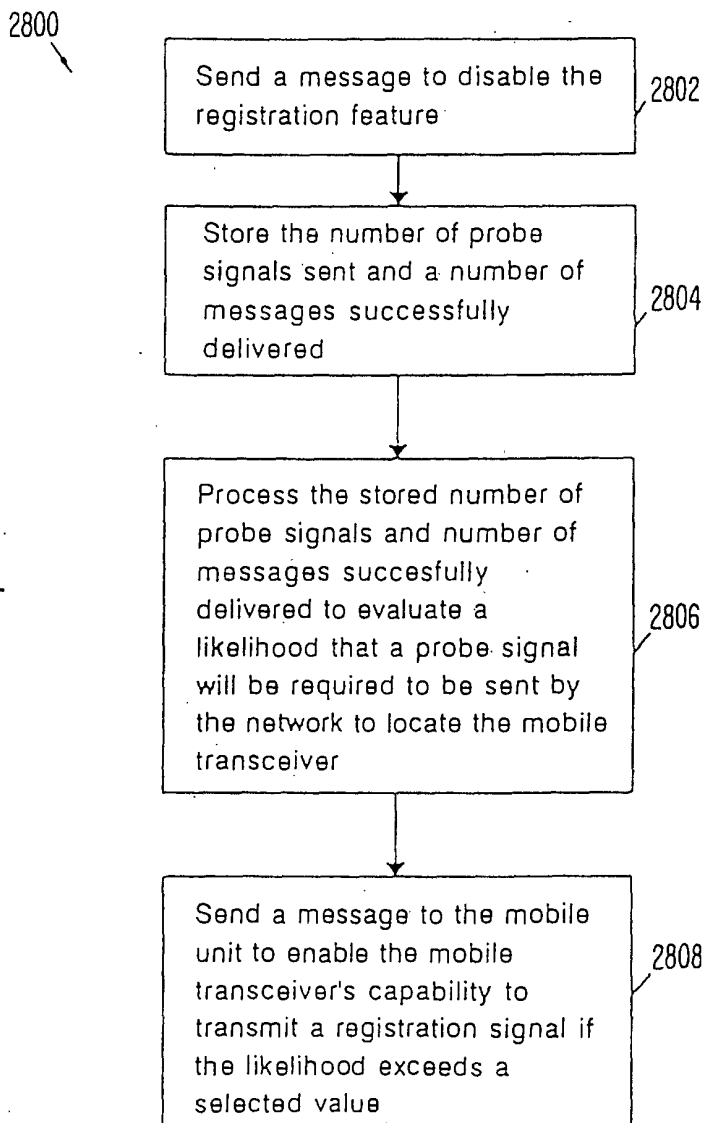 2800
Send a message to disable the
registration feature
2802
Store the number of probe
signals sent and a number of
messages successfully
delivered
2804
Process the stored number of
probe signals and number of
messages succesfully
delivered to evaluate a
likelihood that a probe signal
will be required to be sent by
the network to locate the mobile
transceiver
2806
Send a message to the mobile
unit to enable the mobile
transceiver's capability to
transmit a registration signal if
the likelihood exceeds a
selected value
2808